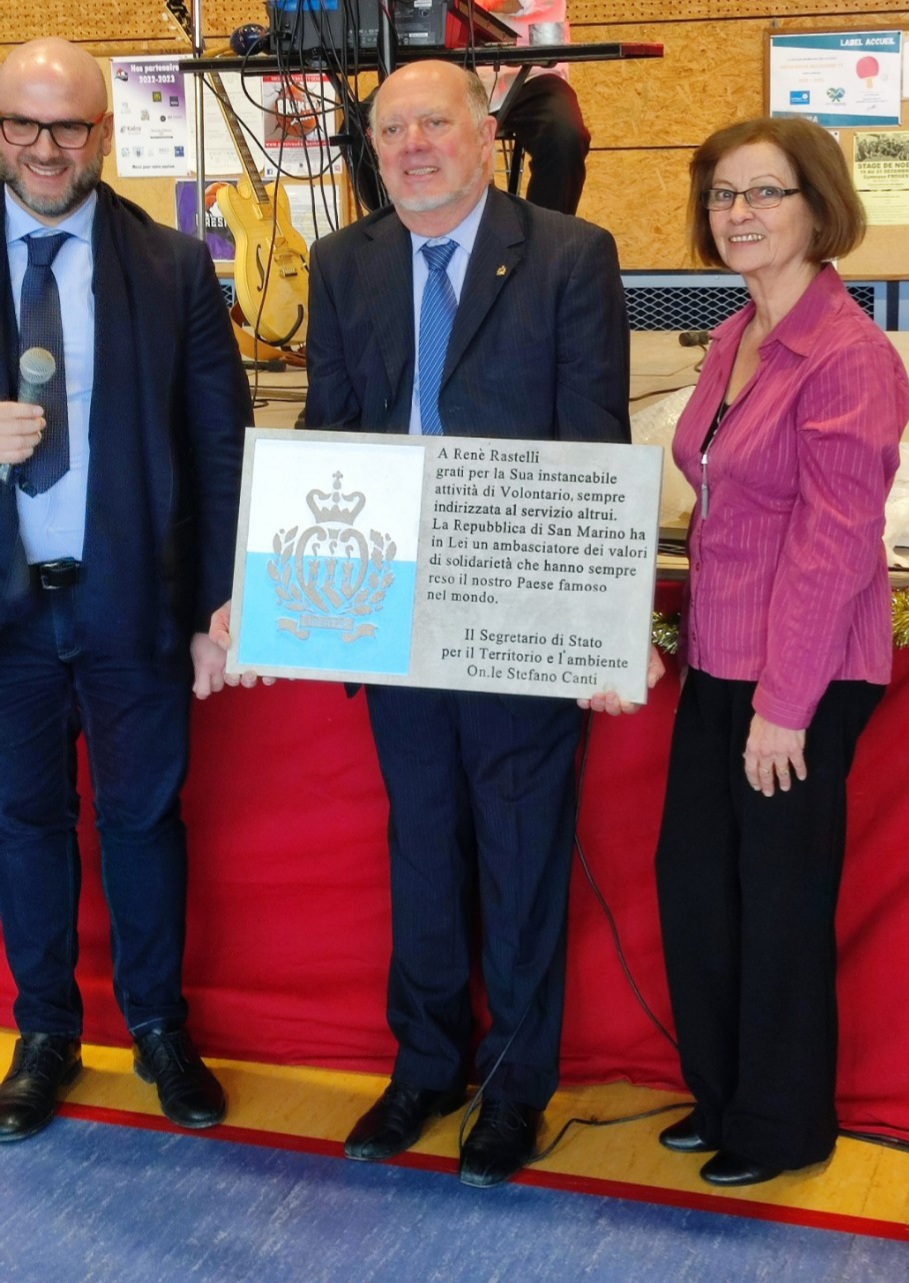 Nos partenaire
2022-2023
LABEL ACCUEIL
STAGE DE NOË
A Renè Rastelli
grati per la Sua instancabile
attività di Volontario, sempre
indirizzata al servizio altrui.
La Repubblica di San Marino ha
in Lei un ambasciatore dei valori
di solidarietà che hanno sempre
reso il nostro Paese famoso
nel mondo.
Il Segretario di Stato
per il Territorio e l'ambiente
On.le Stefano Canti